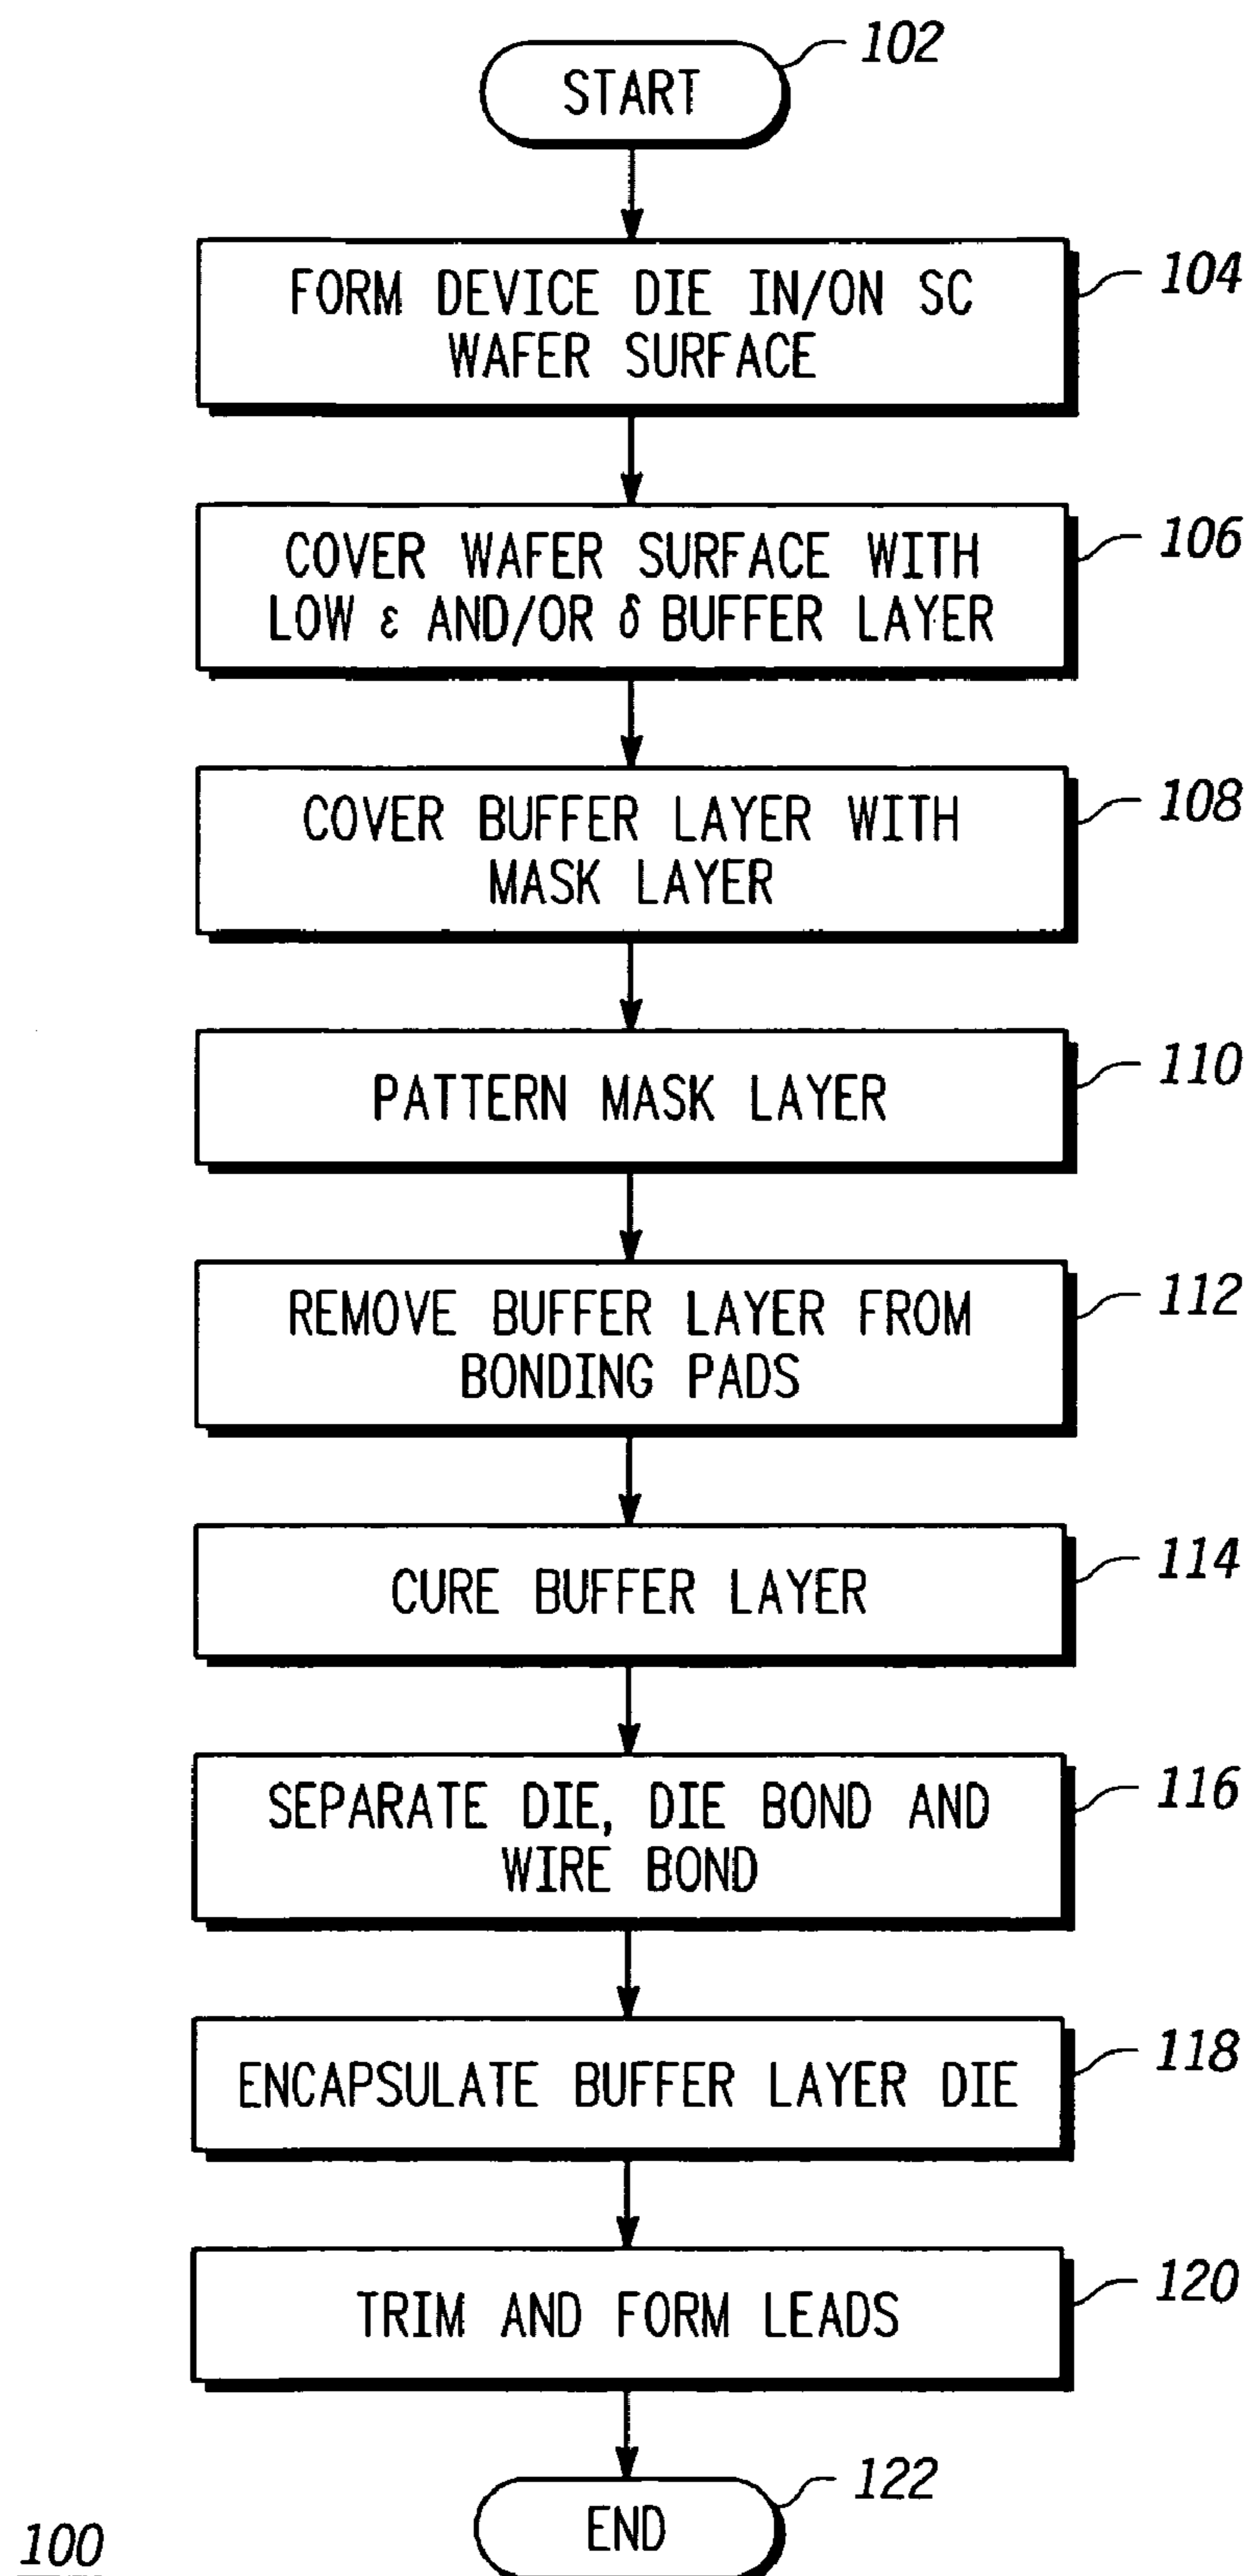 START
102
FORM DEVICE DIE IN/ON SC
WAFER SURFACE
104
COVER WAFER SURFACE WITH
LOW ε AND/OR δ BUFFER LAYER
106
COVER BUFFER LAYER WITH
MASK LAYER
108
PATTERN MASK LAYER
110
REMOVE BUFFER LAYER FROM
BONDING PADS
112
CURE BUFFER LAYER
114
SEPARATE DIE, DIE BOND AND
WIRE BOND
116
ENCAPSULATE BUFFER LAYER DIE
118
TRIM AND FORM LEADS
120
END
122
100